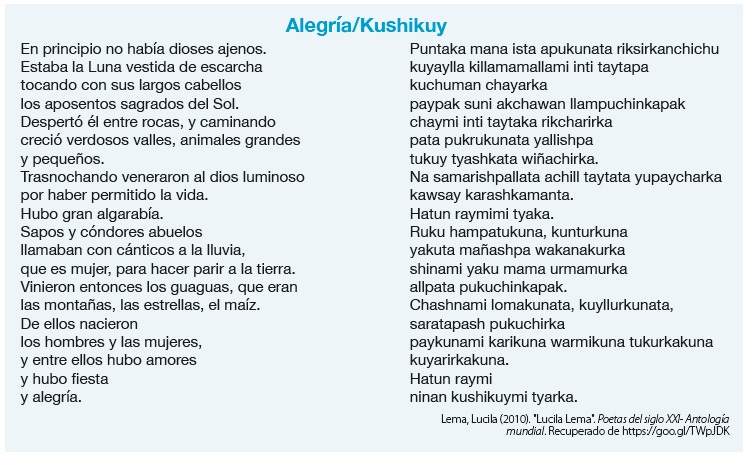 Alegría/Kushikuy
En principio no había dioses ajenos.
Estaba la Luna vestida de escarcha
tocando con sus largos cabellos
los aposentos sagrados del Sol.
Despertó él entre rocas, y caminando
creció verdosos valles, animales grandes
y pequeños.
Trasnochando veneraron al dios luminoso
por haber permitido la vida.
Hubo gran algarabía.
Sapos y cóndores abuelos
llamaban con cánticos a la lluvia,
que es mujer, para hacer parir a la tierra.
Vinieron entonces los guaguas, que eran
las montañas, las estrellas, el maíz.
De ellos nacieron
los hombres y las mujeres,
y entre ellos hubo amores
y hubo fiesta
y alegría.
Puntaka mana ista apukunata riksirkanchichu
kuyaylla killamamallami inti taytapa
kuchuman chayarka
paypak suni akchawan llampuchinkapak
chaymi inti taytaka rikcharirka
pata pukrukunata yallishpa
tukuy tyashkata wiñachirka.
Na samarishpallata achill taytata yupaycharka
kawsay karashkamanta.
Hatun raymimi tyaka.
Ruku hampatukuna, kunturkuna
yakuta mañashpa wakanakurka
shinami yaku mama urmamurka
allpata pukuchinkapak.
Chashnami lomakunata, kuyllurkunata,
saratapash pukuchirka
paykunami karikuna warmikuna tukurkakuna
kuyarirkakuna.
Hatun raymi
ninan kushikuymi tyarka.
Lema, Lucila (2010). "Lucila Lema". Poetas del siglo XXI- Antología
mundial. Recuperado de https://goo.gl/TWpJDK